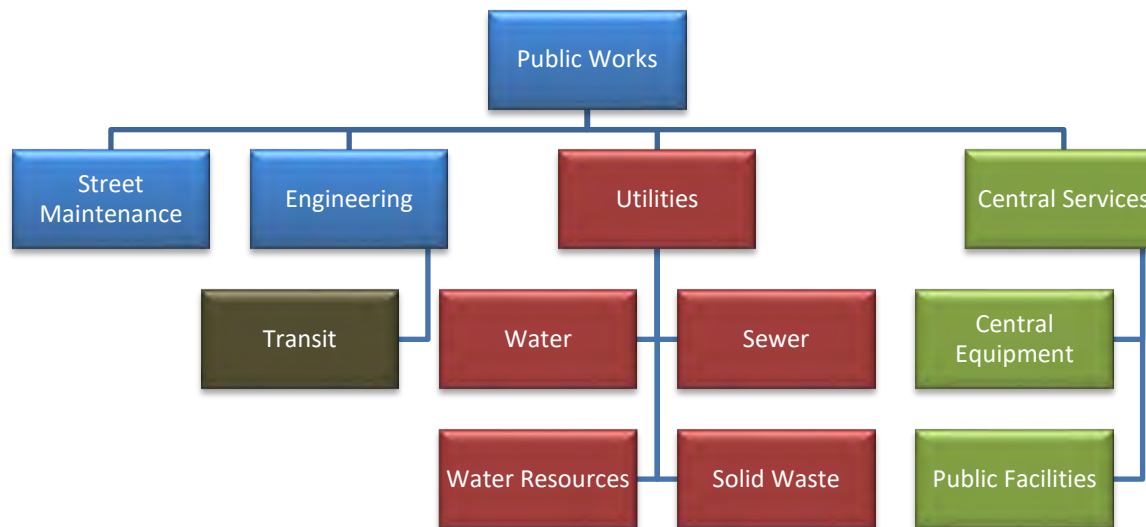 Public Works
Street
Maintenance
Engineering
Utilities
Central Services
Transit
Water
Sewer
Central
Equipment
Water Resources
Solid Waste
Public Facilities